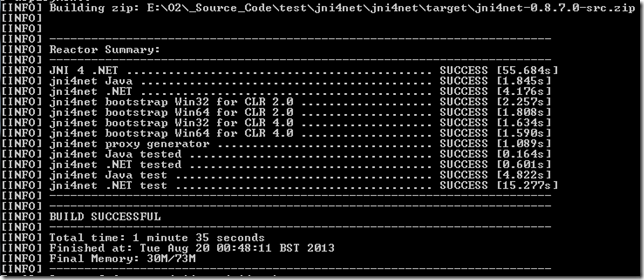 [INFO] Building zip: E:\O2\_Source_Code\test\jni4net\jni4net\target\jni4net-0.8.7.0-src.zip
[INFO]
[INFO]
[INFO] ------------------------------------------------------------------------
[INFO] Reactor Summary:
[INFO] ------------------------------------------------------------------------
[INFO] JNI 4 .NET ........................................ SUCCESS [55.684s]
[INFO] jni4net Java ...................................... SUCCESS [1.845s]
[INFO] jni4net .NET ...................................... SUCCESS [4.176s]
[INFO] jni4net bootstrap Win32 for CLR 2.0 ............... SUCCESS [2.257s]
[INFO] jni4net bootstrap Win64 for CLR 2.0 ............... SUCCESS [1.808s]
[INFO] jni4net bootstrap Win32 for CLR 4.0 ............... SUCCESS [1.634s]
[INFO] jni4net bootstrap Win64 for CLR 4.0 ............... SUCCESS [1.590s]
[INFO] jni4net proxy generator ........................... SUCCESS [1.089s]
[INFO] jni4net Java tested ............................... SUCCESS [0.164s]
[INFO] jni4net .NET tested ............................... SUCCESS [0.601s]
[INFO] jni4net Java test ................................. SUCCESS [4.822s]
[INFO] jni4net .NET test ................................. SUCCESS [15.277s]
[INFO] ------------------------------------------------------------------------
[INFO] ------------------------------------------------------------------------
[INFO] BUILD SUCCESSFUL
[INFO] ------------------------------------------------------------------------
[INFO] Total time: 1 minute 35 seconds
[INFO] Finished at: Tue Aug 20 00:48:11 BST 2013
[INFO] Final Memory: 30M/73M
[INFO] ------------------------------------------------------------------------